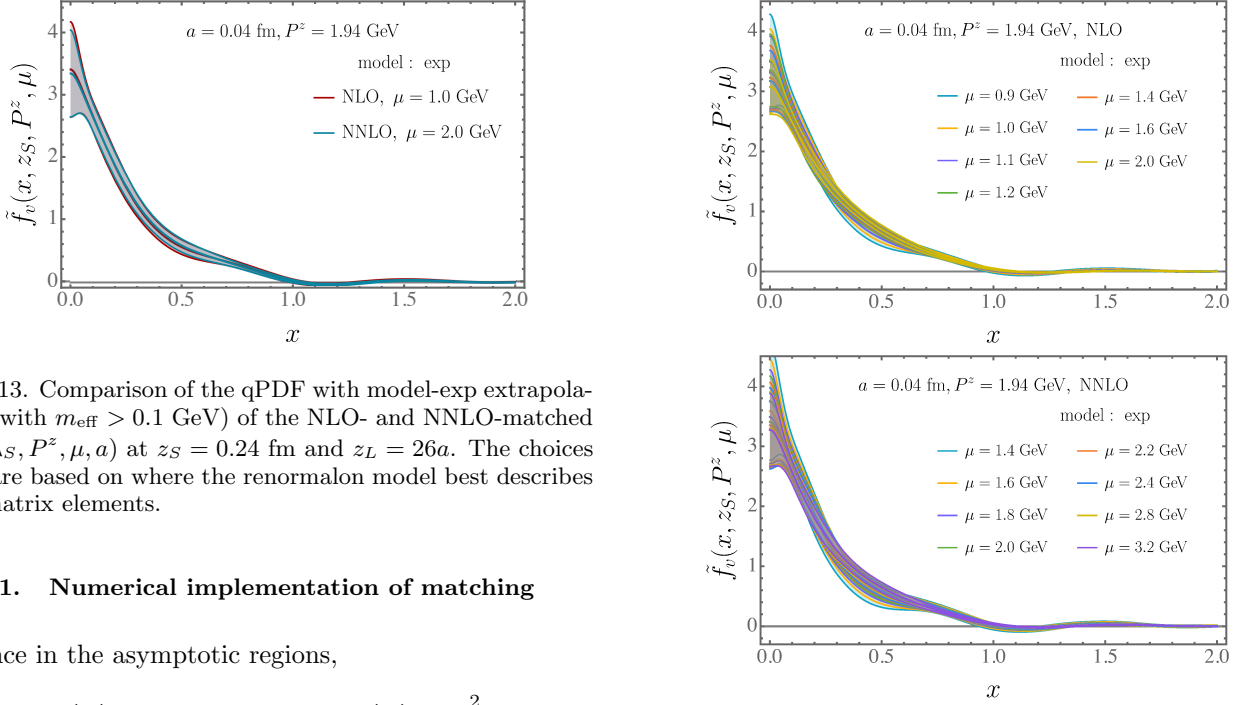 a = 0.04 fm, P^z = 1.94 GeV
model : exp
NLO, μ = 1.0 GeV
NNLO, μ = 2.0 GeV
f̃_v(x, z_S, P^z, μ)
4
3
2
1
0
0.0 0.5 1.0 1.5 2.0
x
13. Comparison of the qPDF with model-exp extrapola-
with m_eff > 0.1 GeV) of the NLO- and NNLO-matched
S, P^z, μ, a) at z_S = 0.24 fm and z_L = 26a. The choices
are based on where the renormalon model best describes
matrix elements.
1. Numerical implementation of matching
in the asymptotic regions,
2
a = 0.04 fm, P^z = 1.94 GeV, NLO
model : exp
μ = 0.9 GeV μ = 1.4 GeV
μ = 1.0 GeV μ = 1.6 GeV
μ = 1.1 GeV μ = 2.0 GeV
μ = 1.2 GeV
f̃_v(x, z_S, P^z, μ)
4
3
2
1
0
0.0 0.5 1.0 1.5 2.0
x
a = 0.04 fm, P^z = 1.94 GeV, NNLO
model : exp
μ = 1.4 GeV μ = 2.2 GeV
μ = 1.6 GeV μ = 2.4 GeV
μ = 1.8 GeV μ = 2.8 GeV
μ = 2.0 GeV μ = 3.2 GeV
f̃_v(x, z_S, P^z, μ)
4
3
2
1
0
0.0 0.5 1.0 1.5 2.0
x